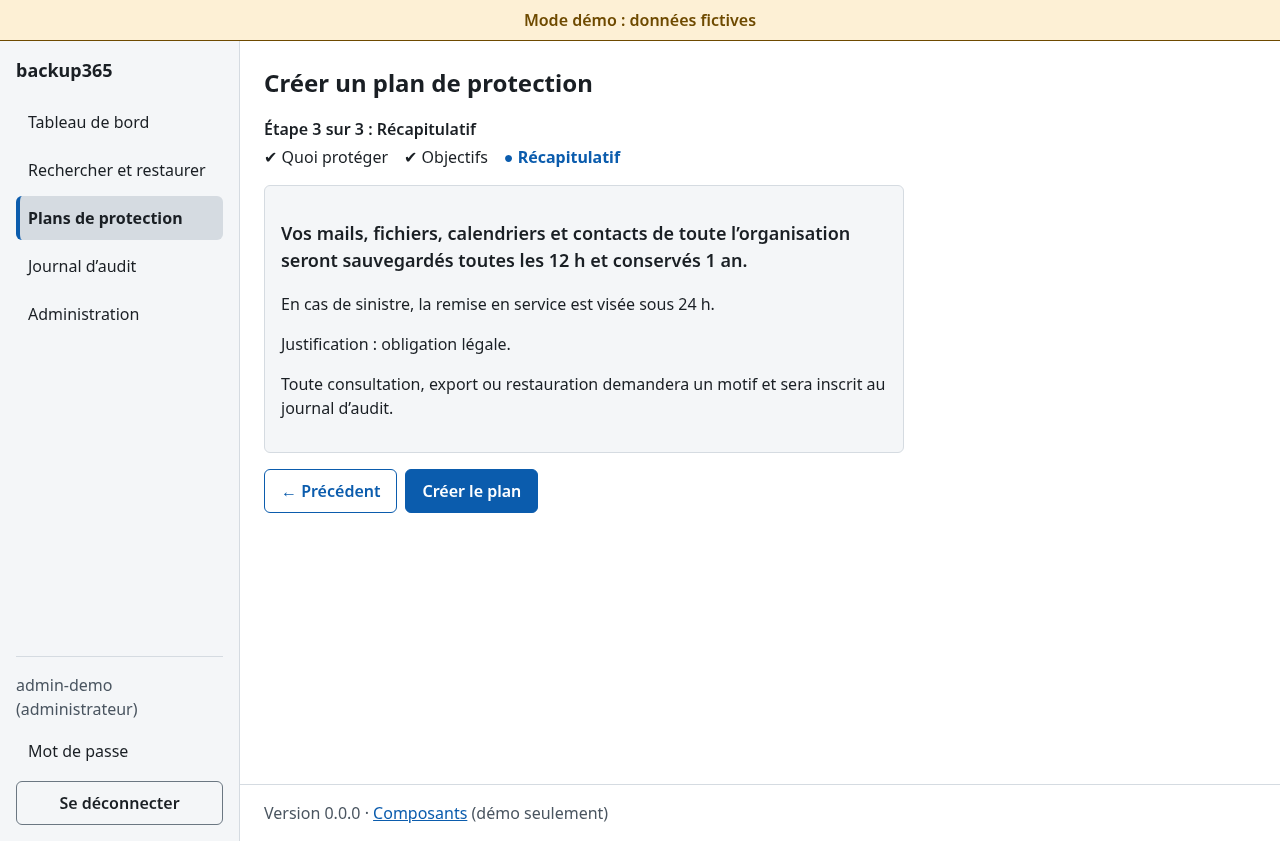 Mode démo : données fictives
backup365
Tableau de bord
Rechercher et restaurer
Plans de protection
Journal d’audit
Administration
admin-demo
(administrateur)
Mot de passe
Se déconnecter
Créer un plan de protection
Étape 3 sur 3 : Récapitulatif
✔ Quoi protéger ✔ Objectifs ● Récapitulatif
Vos mails, fichiers, calendriers et contacts de toute l’organisation
seront sauvegardés toutes les 12 h et conservés 1 an.
En cas de sinistre, la remise en service est visée sous 24 h.
Justification : obligation légale.
Toute consultation, export ou restauration demandera un motif et sera inscrit au
journal d’audit.
← Précédent
Créer le plan
Version 0.0.0 · Composants (démo seulement)